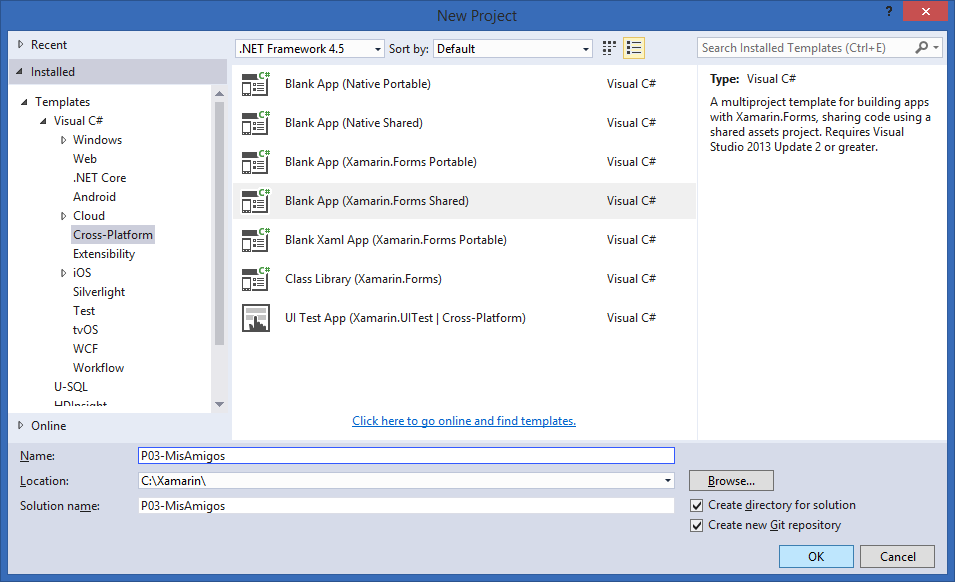 New Project
?
Recent
Installed
Templates
Visual C#
Windows
Web
.NET Core
Android
Cloud
Cross-Platform
Extensibility
iOS
Silverlight
Test
tvOS
WCF
Workflow
U-SQL
HDInsight
Online
.NET Framework 4.5
Sort by:
Default
C# Blank App (Native Portable) Visual C#
C# Blank App (Native Shared) Visual C#
C# Blank App (Xamarin.Forms Portable) Visual C#
C# Blank App (Xamarin.Forms Shared) Visual C#
C# Blank Xaml App (Xamarin.Forms Portable) Visual C#
C# Class Library (Xamarin.Forms) Visual C#
UI Test App (Xamarin.UITest | Cross-Platform) Visual C#
Click here to go online and find templates.
Search Installed Templates (Ctrl+E)
Type: Visual C#
A multiproject template for building apps
with Xamarin.Forms, sharing code using a
shared assets project. Requires Visual
Studio 2013 Update 2 or greater.
Name: P03-MisAmigos
Location: C:\Xamarin\
Solution name: P03-MisAmigos
Browse...
Create directory for solution
Create new Git repository
OK
Cancel